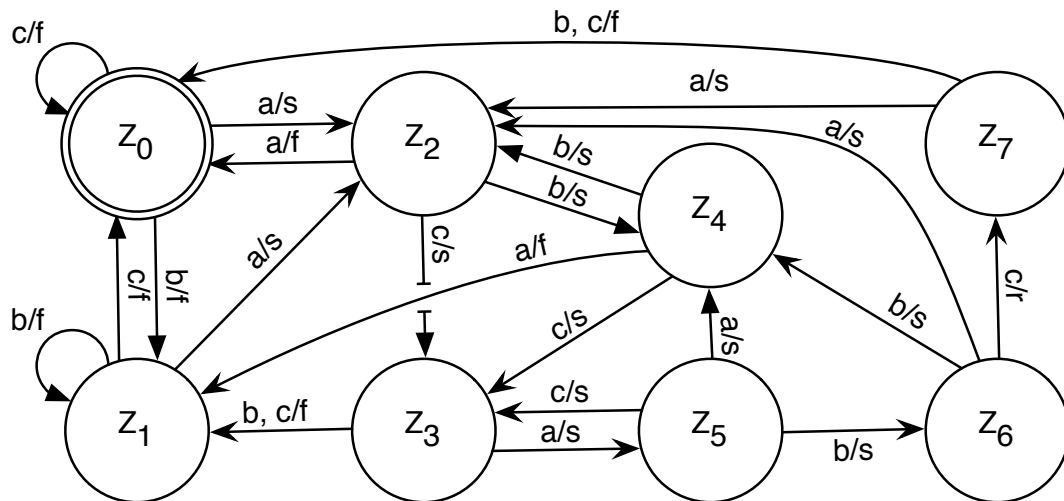 b, c/f
c/f
a/s
a/s
a/s
Z0
a/f
Z2
b/s
Z7
b/s
Z4
a/s
c/s
a/f
c/f
b/f
c/r
b/f
c/s
a/s
b/s
Z1
b, c/f
Z3
c/s
a/s
Z5
b/s
Z6